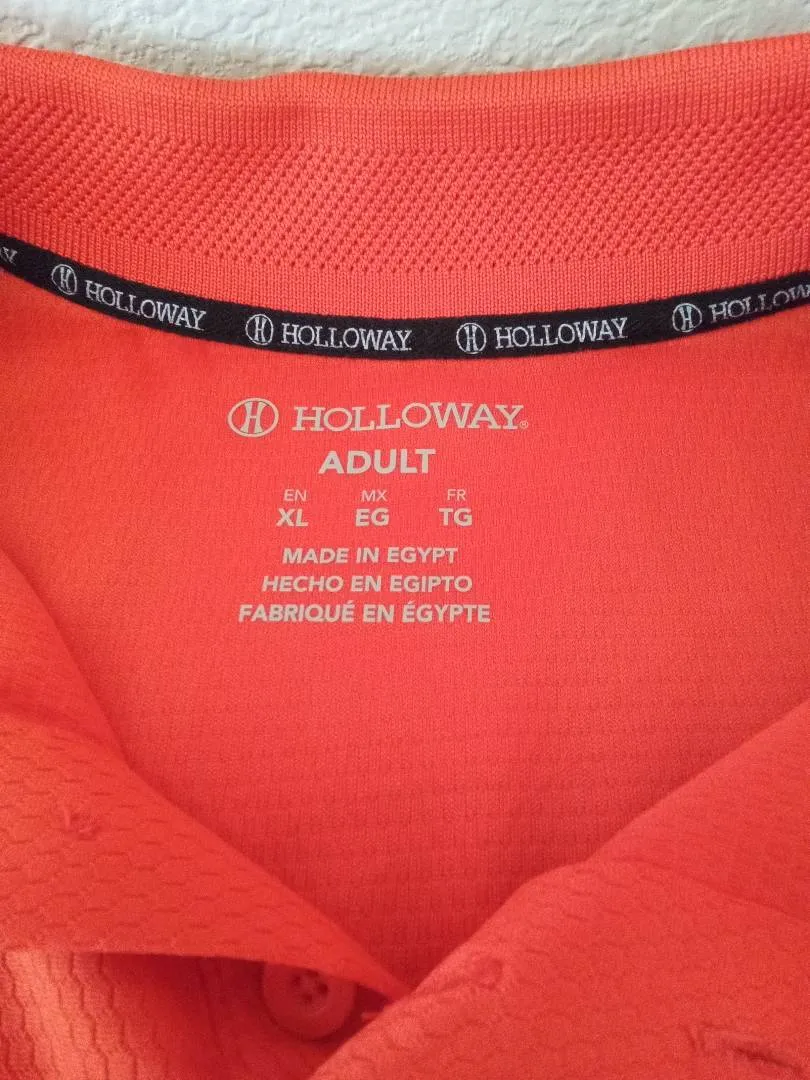 H HOLLOWAY H HOLLOWAY H HOLLOWAY H HOLLOW
H HOLLOWAY®
ADULT
EN MX FR
XL EG TG
MADE IN EGYPT
HECHO EN EGIPTO
FABRIQUÉ EN ÉGYPTE